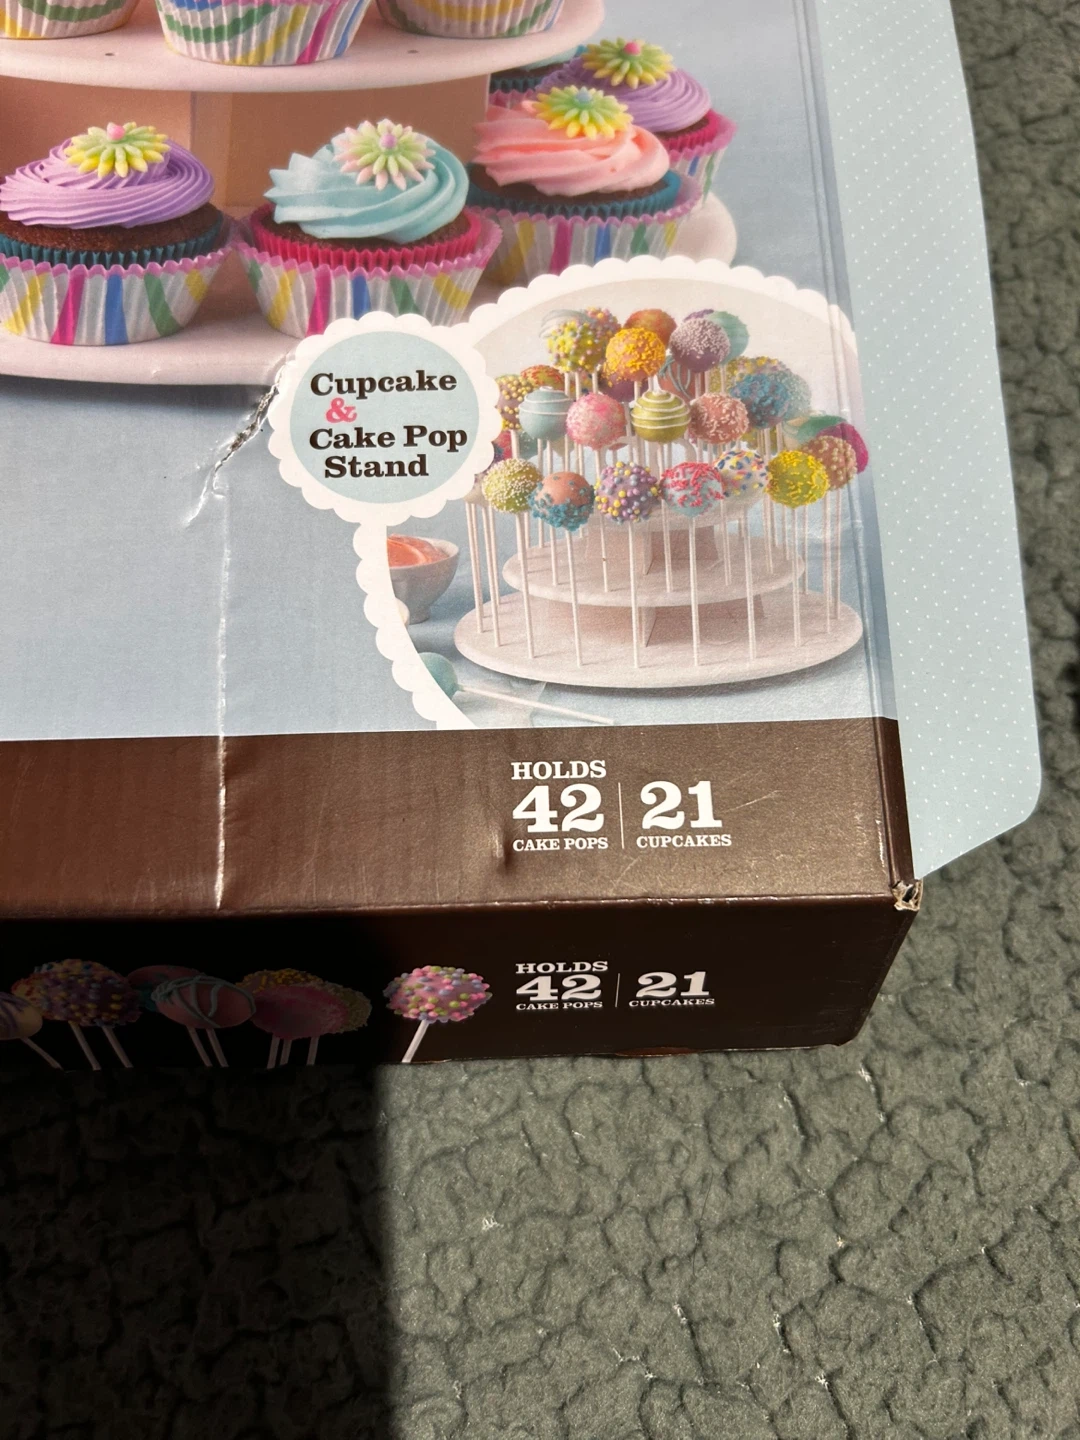 Cupcake
&
Cake Pop
Stand
HOLDS
42 | 21
CAKE POPS | CUPCAKES
HOLDS
42 | 21
CAKE POPS | CUPCAKES